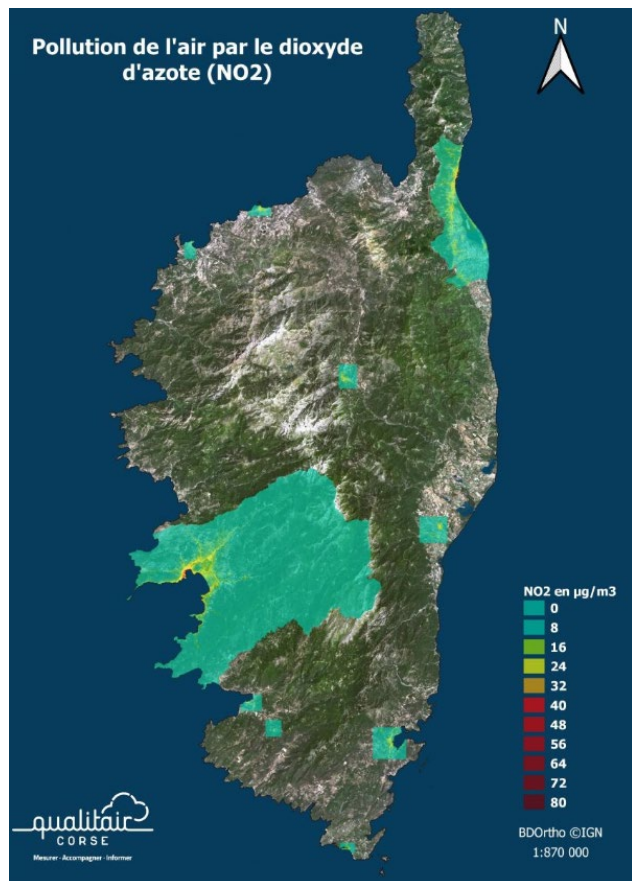 Pollution de l'air par le dioxyde
d'azote (NO2)
N
NO2 en µg/m3
0
8
16
24
32
40
48
56
64
72
80
BDOrtho ©IGN
1:870 000
qualitair
CORSE
Mesurer - Accompagner - Informer